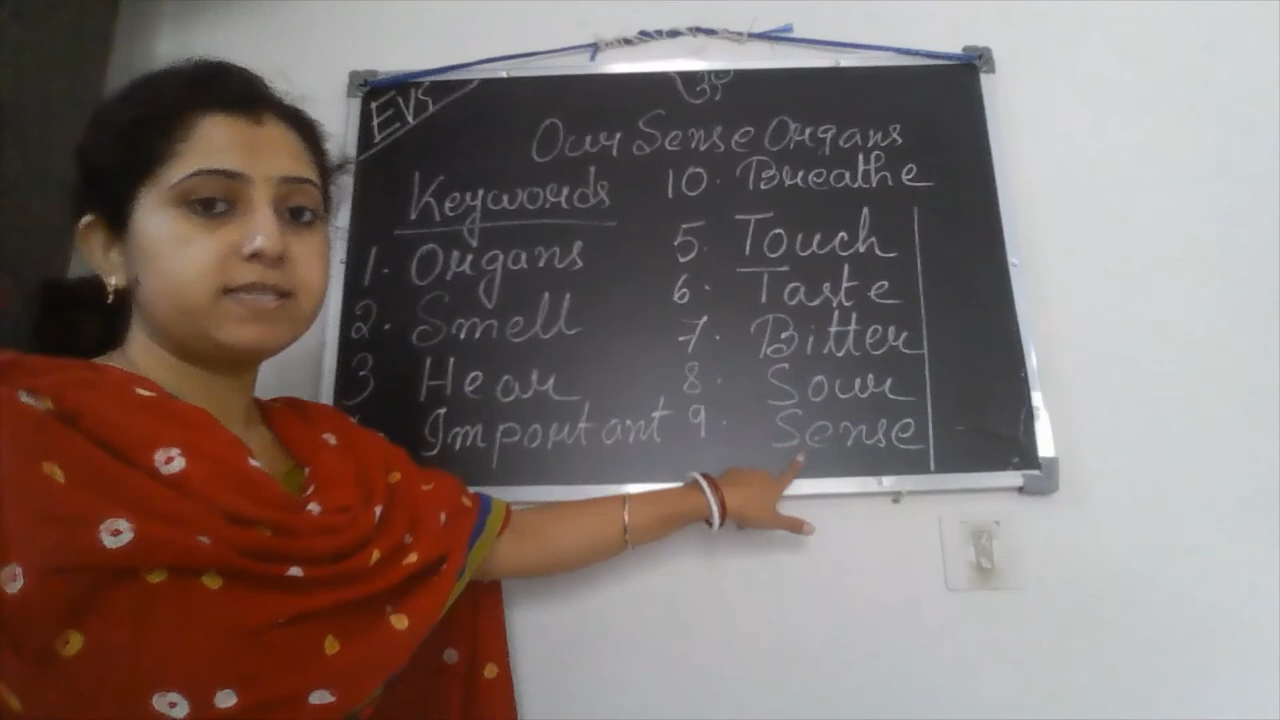 ॐ
EVS
Our Sense Organs
Keywords
1. Organs
2. Smell
3 Hear
Important
10. Breathe
5. Touch
6. Taste
7. Bitter
8. Sour
9. Sense